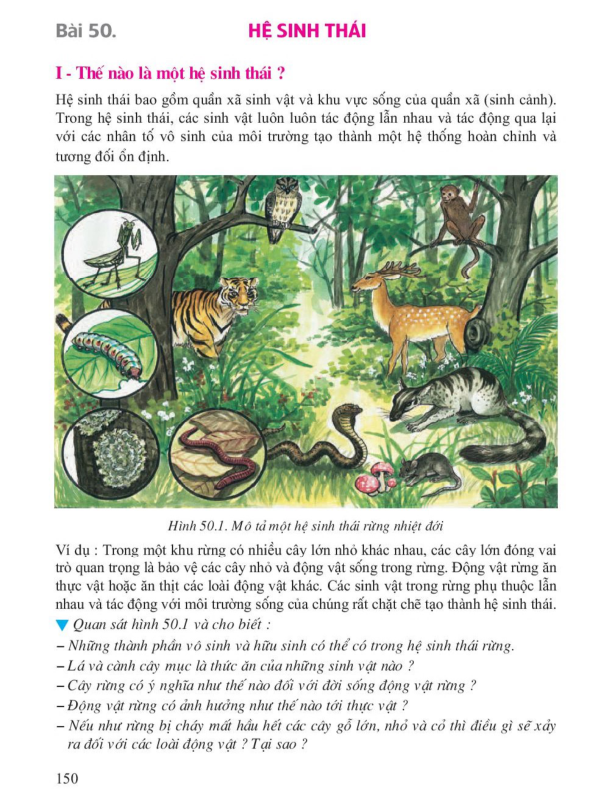 Bài 50.
HỆ SINH THÁI
I - Thế nào là một hệ sinh thái ?
Hệ sinh thái bao gồm quần xã sinh vật và khu vực sống của quần xã (sinh cảnh).
Trong hệ sinh thái, các sinh vật luôn luôn tác động lẫn nhau và tác động qua lại
với các nhân tố vô sinh của môi trường tạo thành một hệ thống hoàn chỉnh và
tương đối ổn định.
Hình 50.1. Mô tả một hệ sinh thái rừng nhiệt đới
Ví dụ : Trong một khu rừng có nhiều cây lớn nhỏ khác nhau, các cây lớn đóng vai
trò quan trọng là bảo vệ các cây nhỏ và động vật sống trong rừng. Động vật rừng ăn
thực vật hoặc ăn thịt các loài động vật khác. Các sinh vật trong rừng phụ thuộc lẫn
nhau và tác động với môi trường sống của chúng rất chặt chẽ tạo thành hệ sinh thái.
▼ Quan sát hình 50.1 và cho biết :
– Những thành phần vô sinh và hữu sinh có thể có trong hệ sinh thái rừng.
– Lá và cành cây mục là thức ăn của những sinh vật nào ?
– Cây rừng có ý nghĩa như thế nào đối với đời sống động vật rừng ?
– Động vật rừng có ảnh hưởng như thế nào tới thực vật ?
– Nếu như rừng bị cháy mất hầu hết các cây gỗ lớn, nhỏ và cỏ thì điều gì sẽ xảy
ra đối với các loài động vật ? Tại sao ?
150